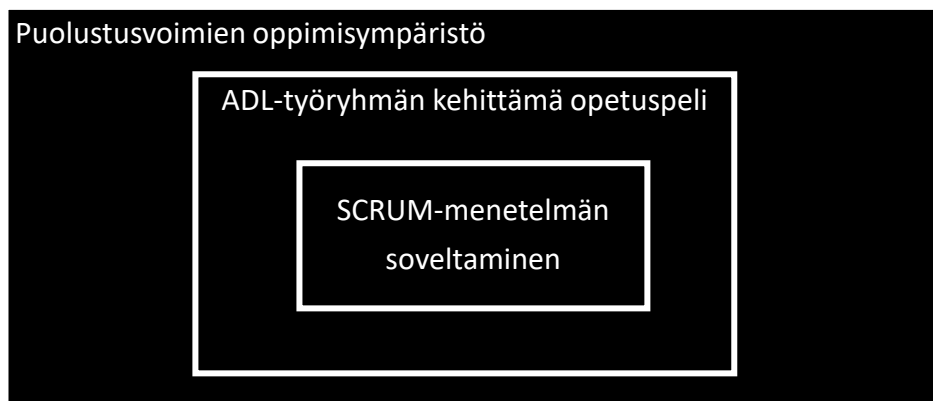 Puolustusvoimien oppimisympäristö
ADL-työryhmän kehittämä opetuspeli
SCRUM-menetelmän
soveltaminen